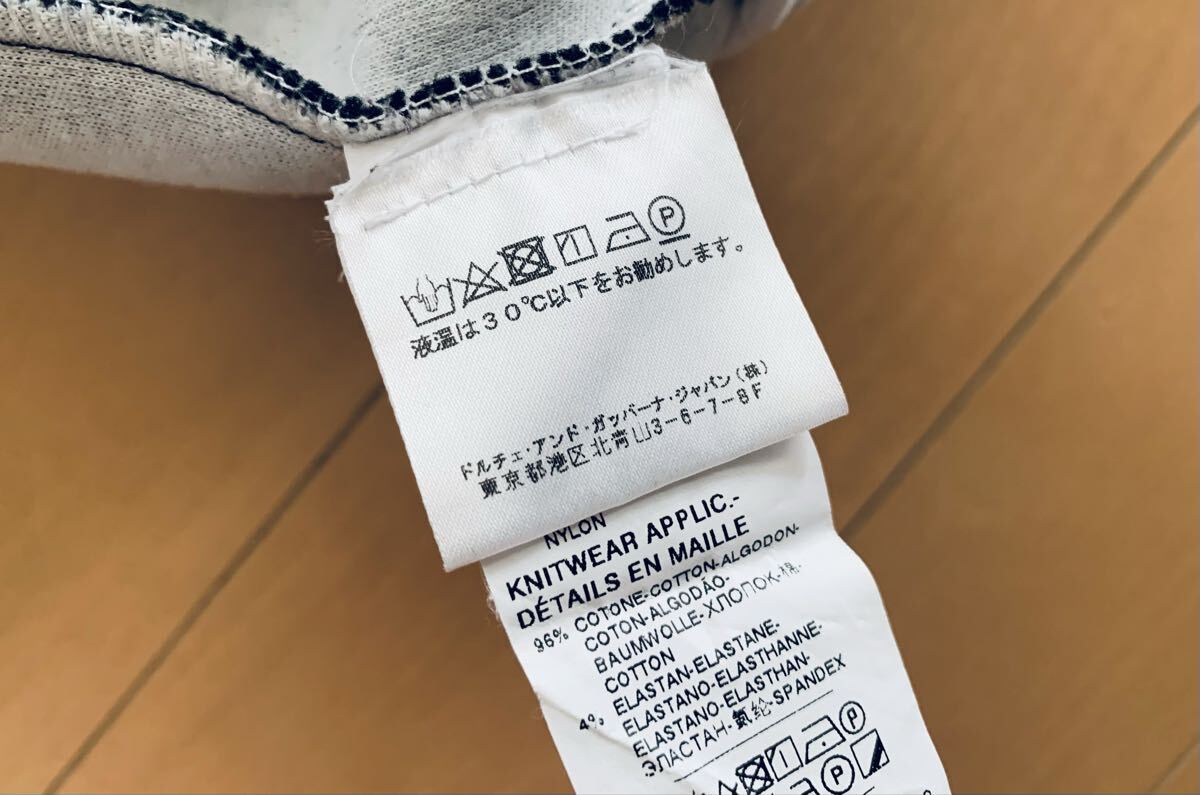 液温は30℃以下をお勧めします。
ドルチェ・アンド・ガッバーナ・ジャパン(株)
東京都港区北青山3-6-7-8F
NYLON
KNITWEAR APPLIC.-
DÉTAILS EN MAILLE
96% COTONE-COTTON-ALGODON-
COTON-ALGODÃO-
BAUMWOLLE-ХЛОПОК-棉-
COTTON
4% ELASTAN-ELASTANE-
ELASTANO-ELASTHANNE-
ELASTANO-ELASTHAN-
ЭЛАСТАН-氨纶-SPANDEX